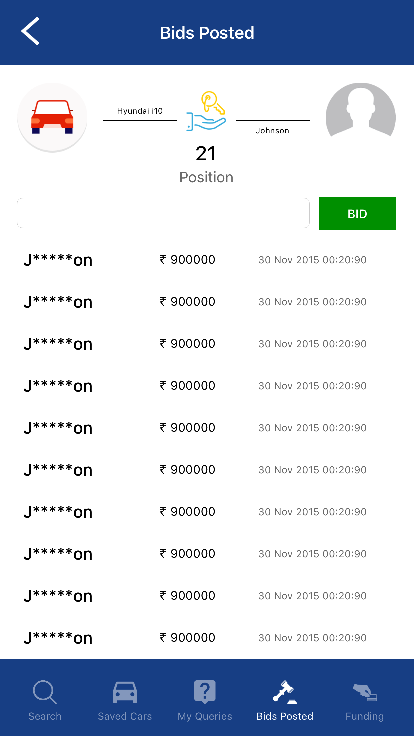 Bids Posted
Hyundai i10
Johnson
21
Position
BID
J*****on ₹ 900000 30 Nov 2015 00:20:90
J*****on ₹ 900000 30 Nov 2015 00:20:90
J*****on ₹ 900000 30 Nov 2015 00:20:90
J*****on ₹ 900000 30 Nov 2015 00:20:90
J*****on ₹ 900000 30 Nov 2015 00:20:90
J*****on ₹ 900000 30 Nov 2015 00:20:90
J*****on ₹ 900000 30 Nov 2015 00:20:90
J*****on ₹ 900000 30 Nov 2015 00:20:90
J*****on ₹ 900000 30 Nov 2015 00:20:90
J*****on ₹ 900000 30 Nov 2015 00:20:90
Search Saved Cars My Queries Bids Posted Funding